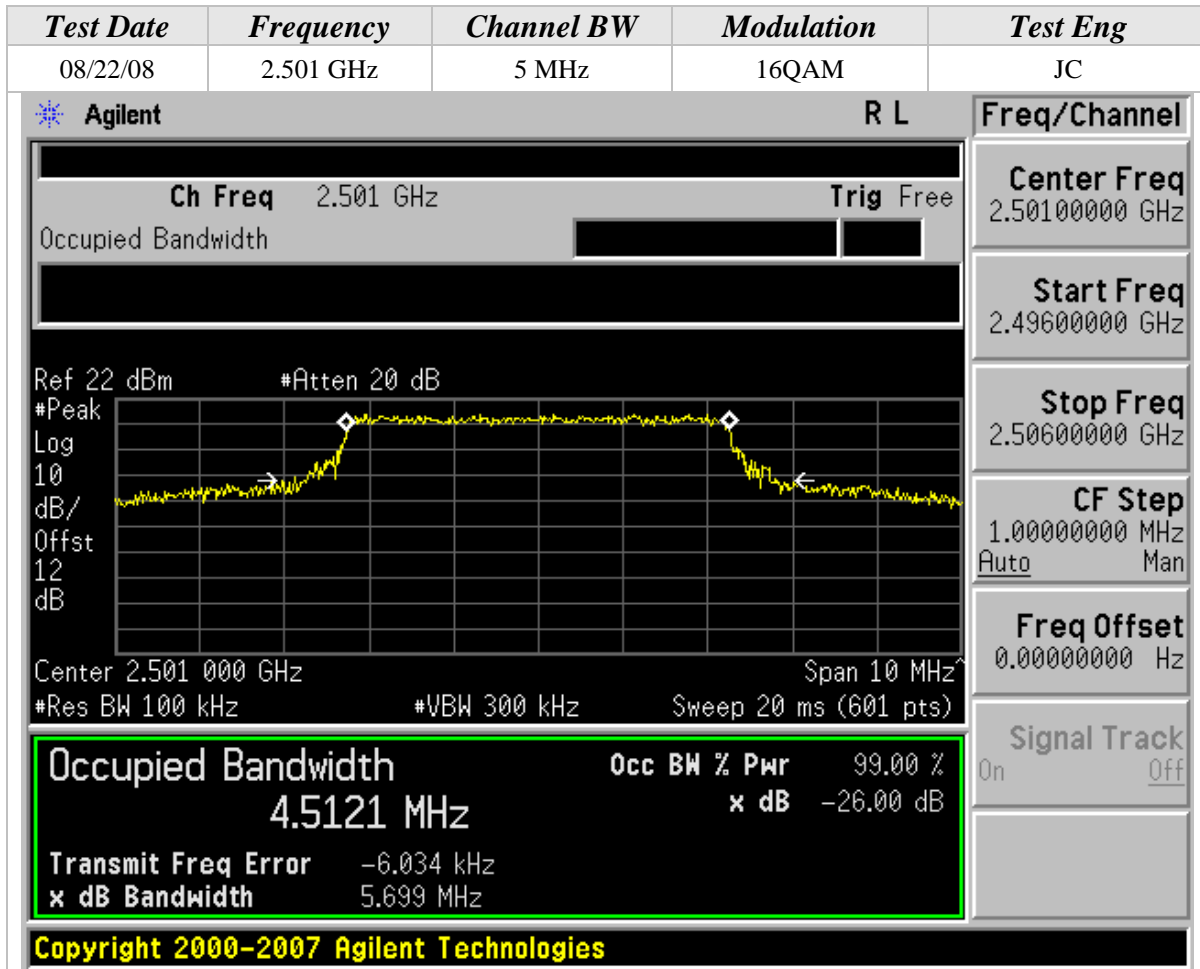 Test Date Frequency Channel BW Modulation Test Eng
08/22/08 2.501 GHz 5 MHz 16QAM JC
Agilent R L Freq/Channel
Ch Freq 2.501 GHz Trig Free
Occupied Bandwidth
Center Freq
2.50100000 GHz
Start Freq
2.49600000 GHz
Stop Freq
2.50600000 GHz
CF Step
1.00000000 MHz
Auto Man
Freq Offset
0.00000000 Hz
Signal Track
On Off
Ref 22 dBm #Atten 20 dB
#Peak
Log
10
dB/
Offst
12
dB
Center 2.501 000 GHz Span 10 MHz^
#Res BW 100 kHz #VBW 300 kHz Sweep 20 ms (601 pts)
Occupied Bandwidth Occ BW % Pwr 99.00 %
4.5121 MHz x dB -26.00 dB
Transmit Freq Error -6.034 kHz
x dB Bandwidth 5.699 MHz
Copyright 2000-2007 Agilent Technologies